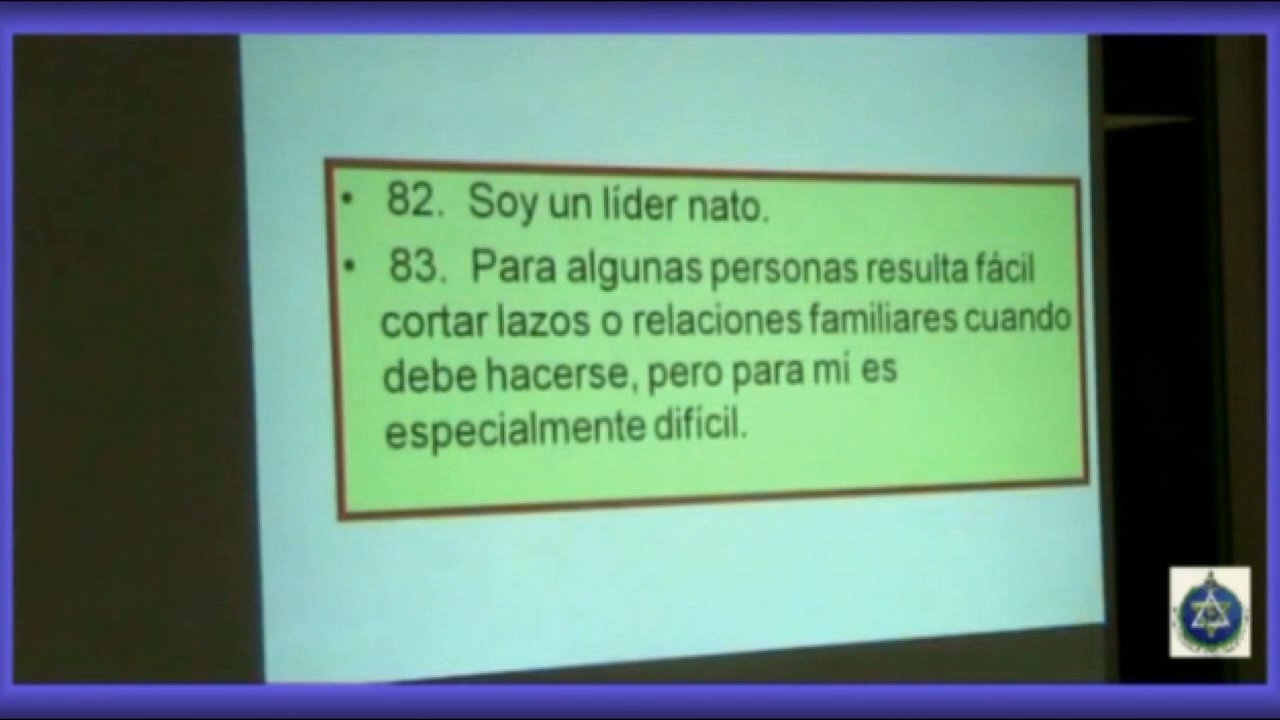 • 82. Soy un líder nato.
• 83. Para algunas personas resulta fácil
cortar lazos o relaciones familiares cuando
debe hacerse, pero para mí es
especialmente difícil.